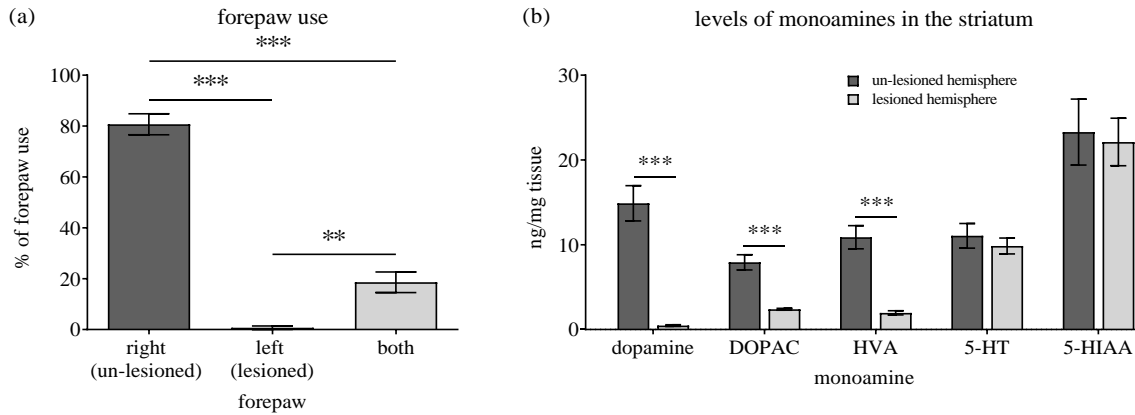 (a)
forepaw use
***
***
**
100
80
60
40
20
0
% of forepaw use
right
(un-lesioned)
left
(lesioned)
both
forepaw
(b)
levels of monoamines in the striatum
un-lesioned hemisphere
lesioned hemisphere
***
***
***
30
20
10
0
ng/mg tissue
dopamine
DOPAC
HVA
5-HT
5-HIAA
monoamine